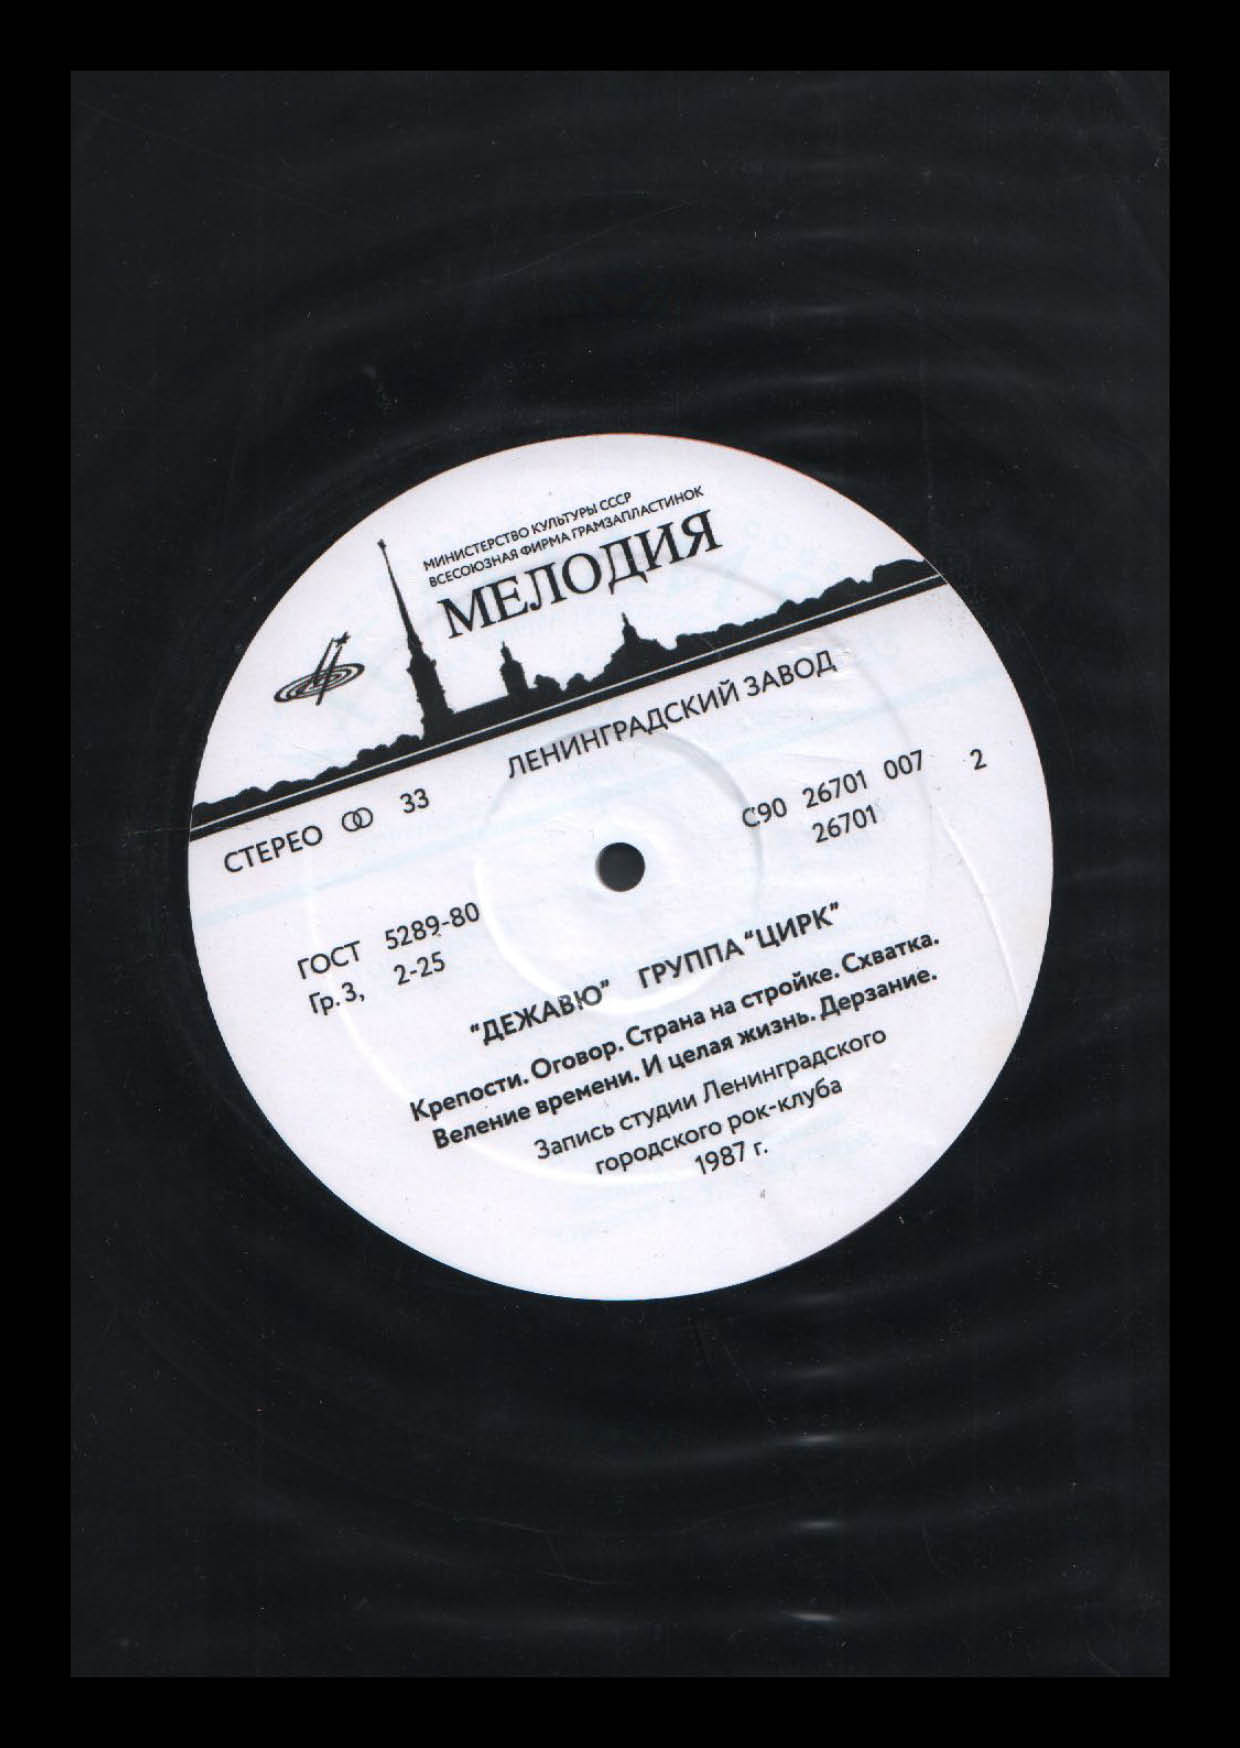 МИНИСТЕРСТВО КУЛЬТУРЫ СССР
ВСЕСОЮЗНАЯ ФИРМА ГРАМЗАПЛАСТИНОК
МЕЛОДИЯ
ЛЕНИНГРАДСКИЙ ЗАВОД
СТЕРЕО 33
С90 26701 007 2
26701
ГОСТ 5289-80
Гр. 3, 2-25
"ДЕЖАВЮ" ГРУППА "ЦИРК"
Крепости. Оговор. Страна на стройке. Схватка.
Веление времени. И целая жизнь. Дерзание.
Запись студии Ленинградского
городского рок-клуба
1987 г.